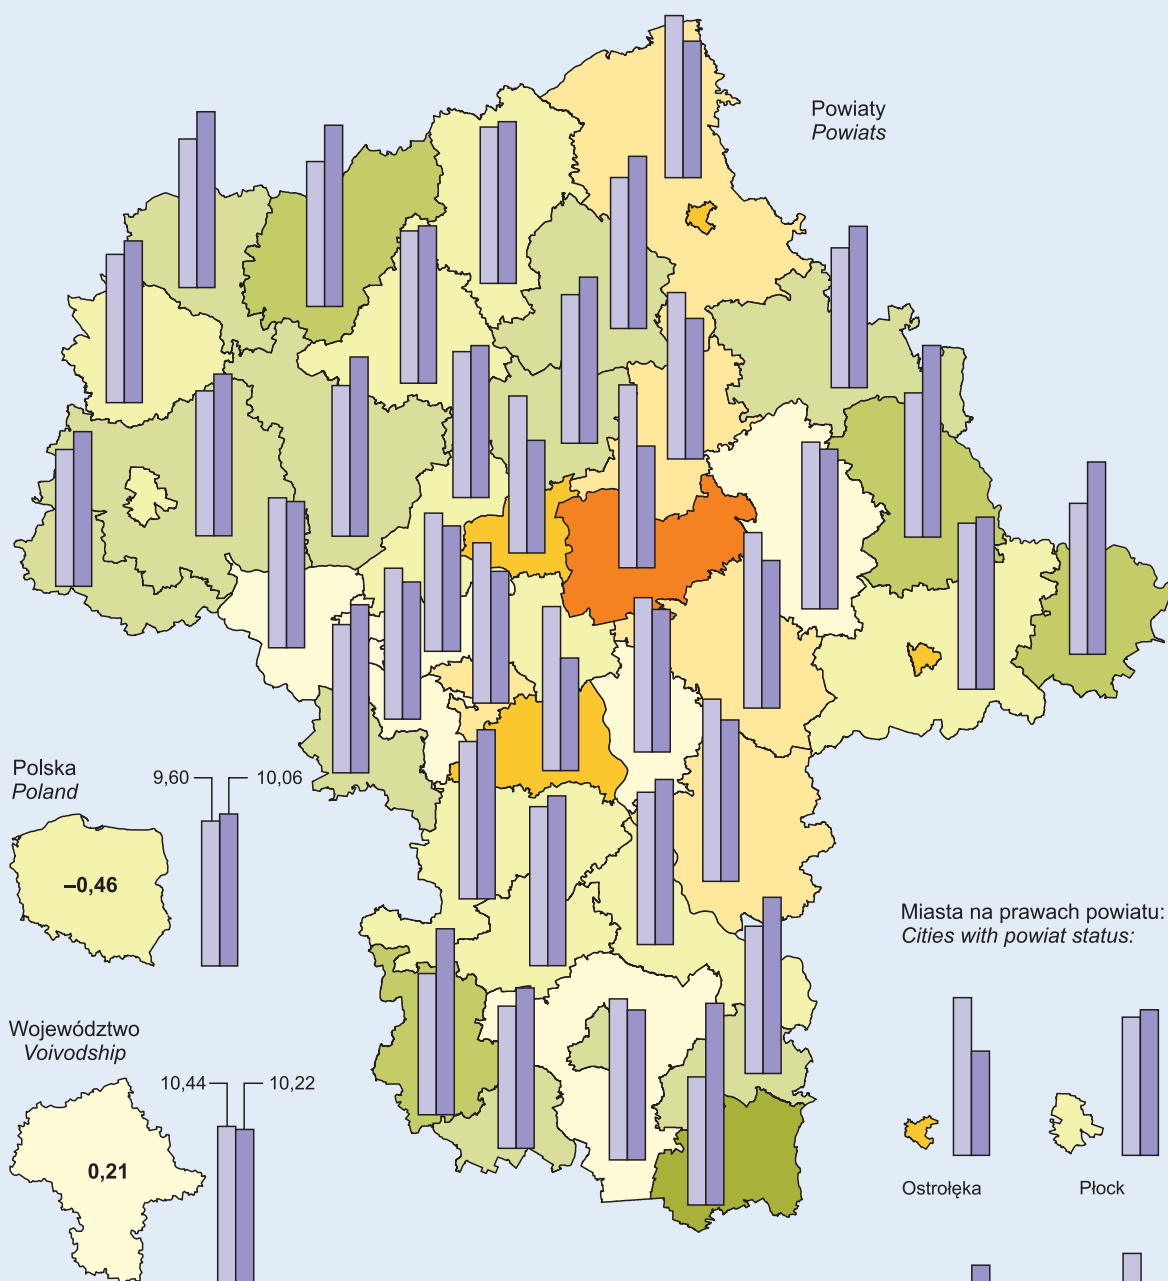 Powiaty
Powiats
Polska
Poland
9,60
10,06
–0,46
Miasta na prawach powiatu:
Cities with powiat status:
Województwo
Voivodship
10,44
10,22
0,21
Ostrołęka
Płock